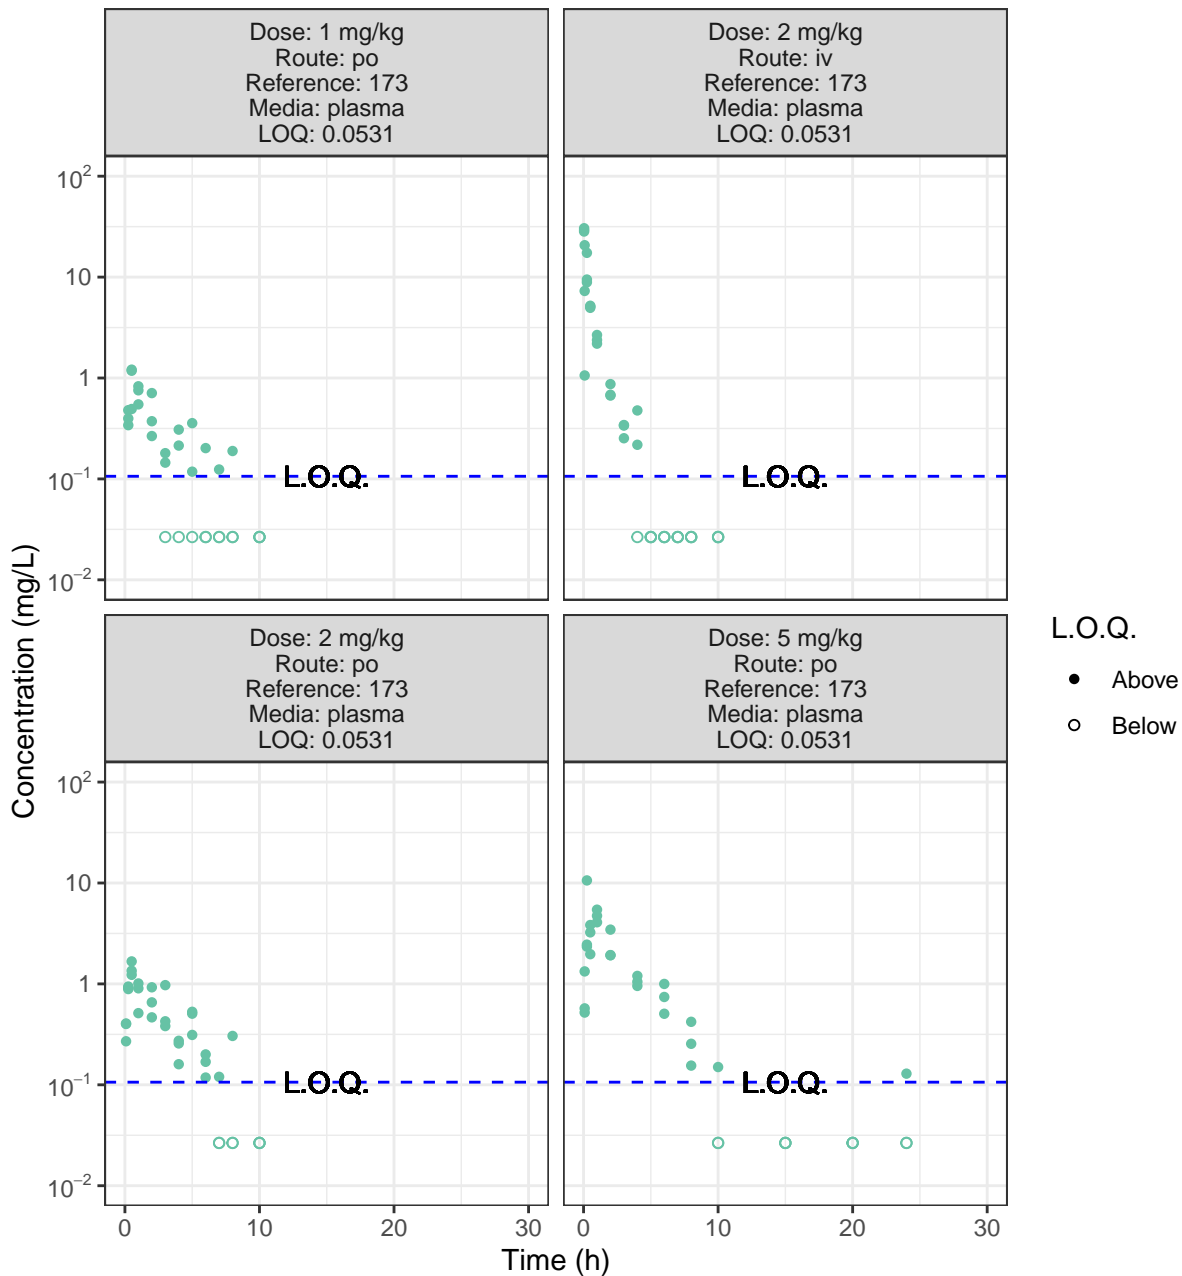 Dose: 1 mg/kg
Route: po
Reference: 173
Media: plasma
LOQ: 0.0531
Dose: 2 mg/kg
Route: iv
Reference: 173
Media: plasma
LOQ: 0.0531
10²
10
1
10⁻¹
10⁻²
L.O.Q.
L.O.Q.
Dose: 2 mg/kg
Route: po
Reference: 173
Media: plasma
LOQ: 0.0531
Dose: 5 mg/kg
Route: po
Reference: 173
Media: plasma
LOQ: 0.0531
10²
10
1
10⁻¹
10⁻²
L.O.Q.
L.O.Q.
0 10 20 30
0 10 20 30
Time (h)
Concentration (mg/L)
L.O.Q.
Above
Below